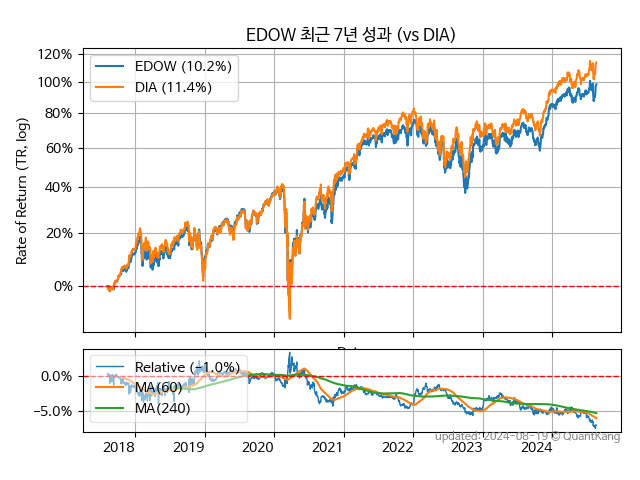 EDOW 최근 7년 성과 (vs DIA)
Rate of Return (TR, log)
120%
100%
80%
60%
40%
20%
0%
EDOW (10.2%)
DIA (11.4%)
0.0%
−5.0%
Relative (−1.0%)
MA(60)
MA(240)
2018 2019 2020 2021 2022 2023 2024
updated: 2024-08-19 © QuantKang